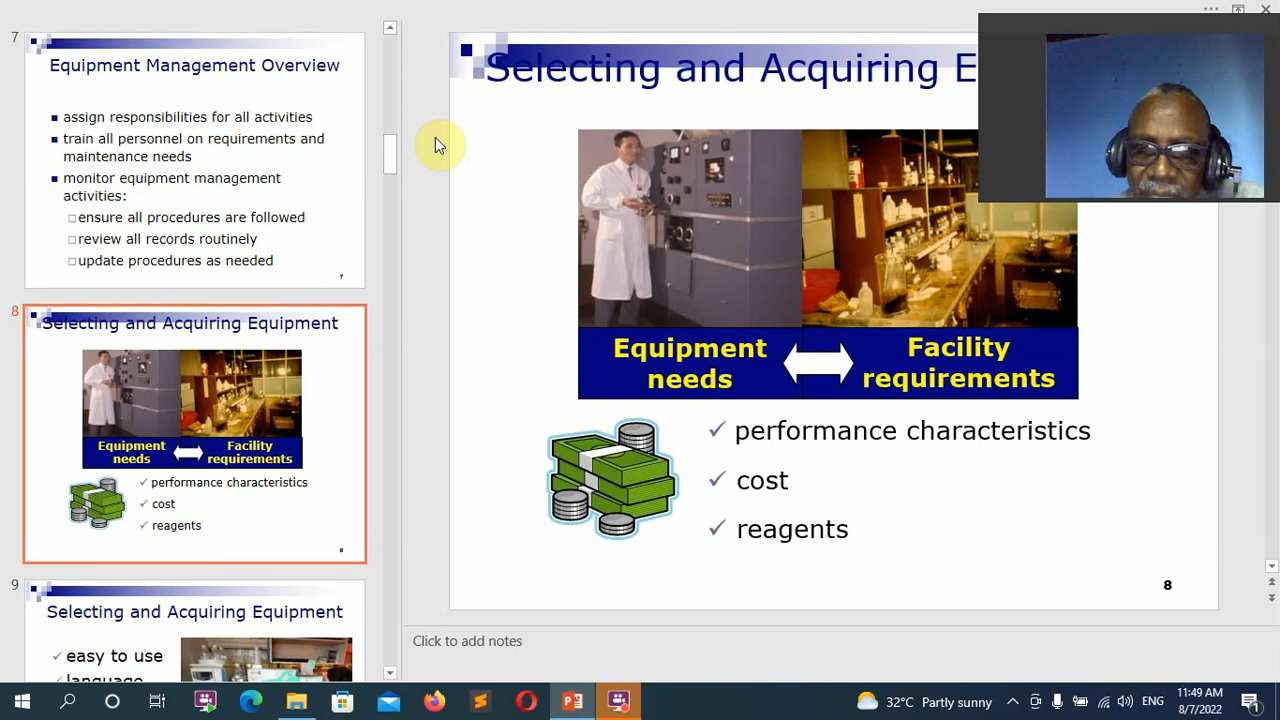 7
Equipment Management Overview
assign responsibilities for all activities
train all personnel on requirements and
maintenance needs
monitor equipment management
activities:
ensure all procedures are followed
review all records routinely
update procedures as needed
7
8
Selecting and Acquiring Equipment
Equipment
needs
Facility
requirements
performance characteristics
cost
reagents
8
9
Selecting and Acquiring Equipment
easy to use
language
Selecting and Acquiring E
Equipment
needs
Facility
requirements
performance characteristics
cost
reagents
8
Click to add notes
32°C Partly sunny
ENG
11:49 AM
8/7/2022
1